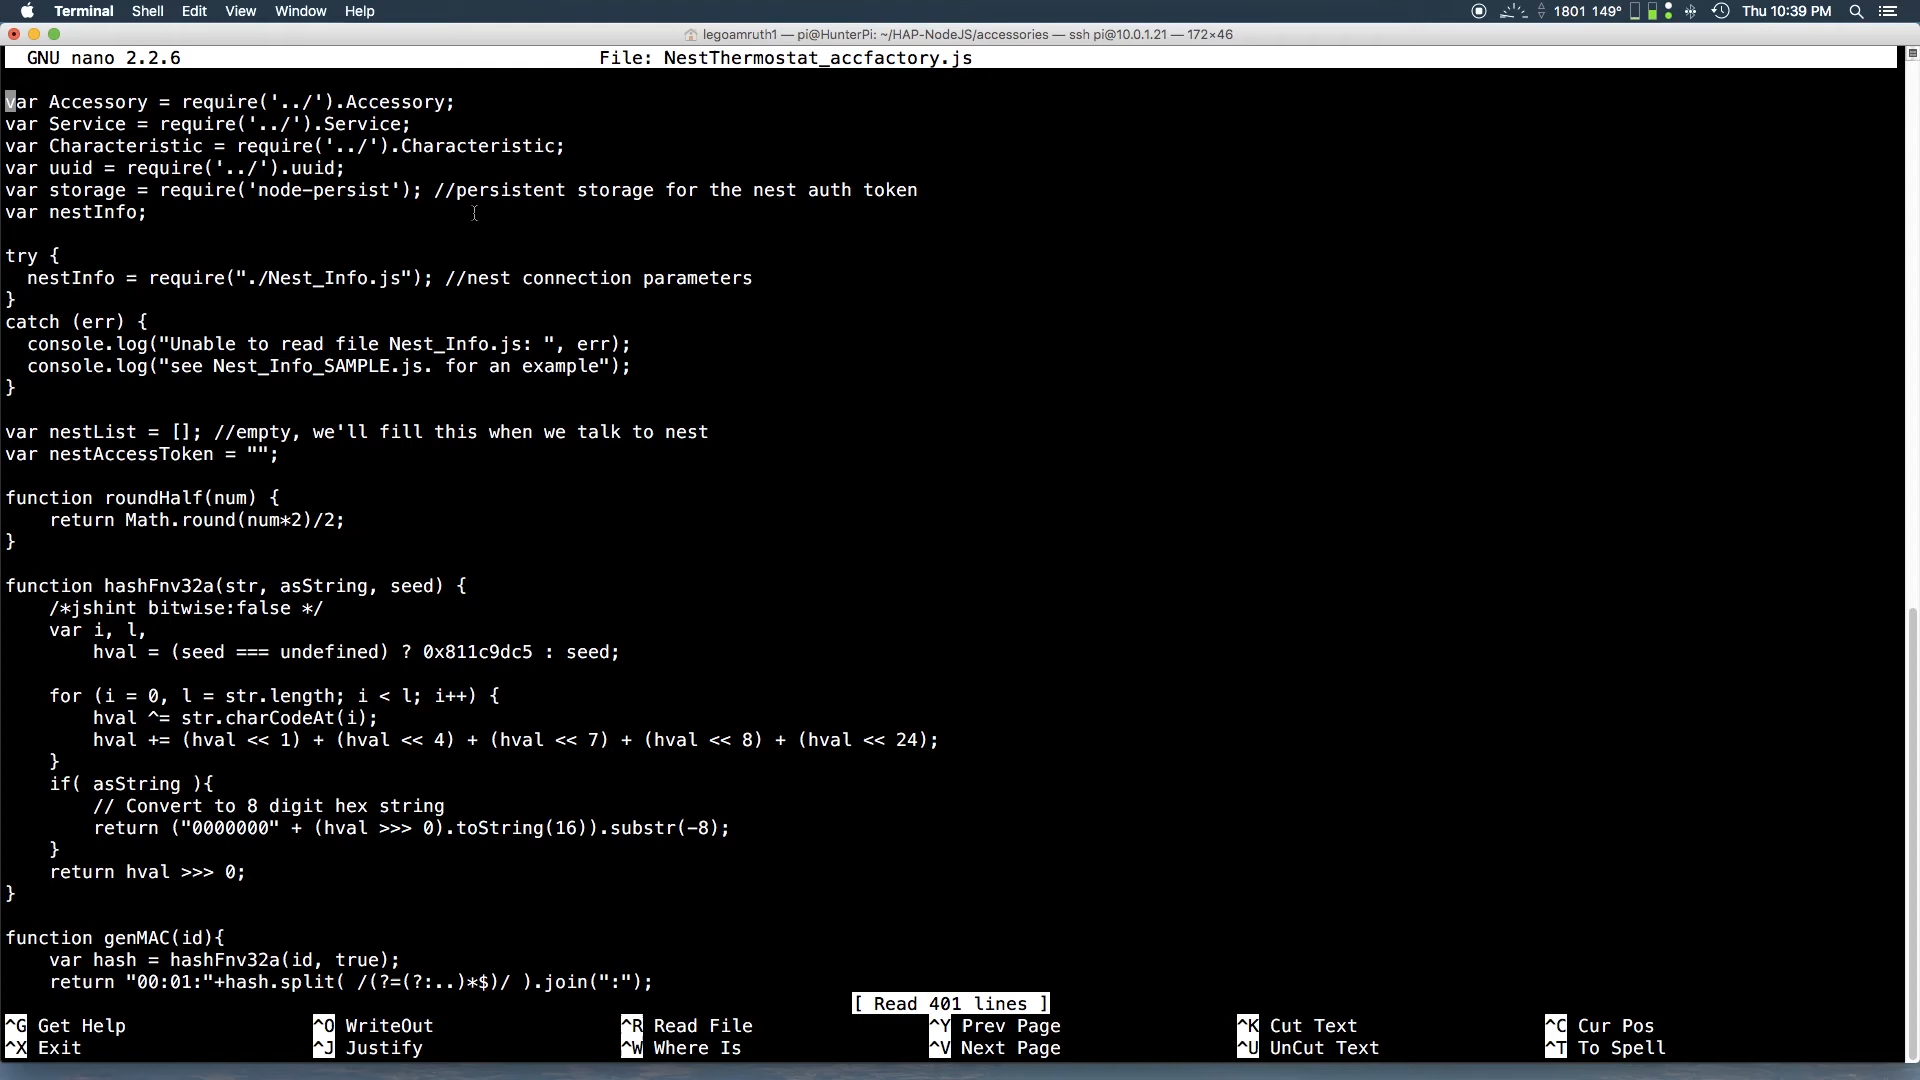 Terminal Shell Edit View Window Help 1801 149° Thu 10:39 PM
legoamruth1 — pi@HunterPi: ~/HAP-NodeJS/accessories — ssh pi@10.0.1.21 — 172×46
GNU nano 2.2.6 File: NestThermostat_accfactory.js
var Accessory = require('../').Accessory;
var Service = require('../').Service;
var Characteristic = require('../').Characteristic;
var uuid = require('../').uuid;
var storage = require('node-persist'); //persistent storage for the nest auth token
var nestInfo;
try {
  nestInfo = require("./Nest_Info.js"); //nest connection parameters
}
catch (err) {
  console.log("Unable to read file Nest_Info.js: ", err);
  console.log("see Nest_Info_SAMPLE.js. for an example");
}
var nestList = []; //empty, we'll fill this when we talk to nest
var nestAccessToken = "";
function roundHalf(num) {
    return Math.round(num*2)/2;
}
function hashFnv32a(str, asString, seed) {
    /*jshint bitwise:false */
    var i, l,
        hval = (seed === undefined) ? 0x811c9dc5 : seed;
    for (i = 0, l = str.length; i < l; i++) {
        hval ^= str.charCodeAt(i);
        hval += (hval << 1) + (hval << 4) + (hval << 7) + (hval << 8) + (hval << 24);
    }
    if( asString ){
        // Convert to 8 digit hex string
        return ("0000000" + (hval >>> 0).toString(16)).substr(-8);
    }
    return hval >>> 0;
}
function genMAC(id){
    var hash = hashFnv32a(id, true);
    return "00:01:"+hash.split( /(?=(?:..)*$)/ ).join(":");
[ Read 401 lines ]
^G Get Help ^O WriteOut ^R Read File ^Y Prev Page ^K Cut Text ^C Cur Pos
^X Exit ^J Justify ^W Where Is ^V Next Page ^U UnCut Text ^T To Spell